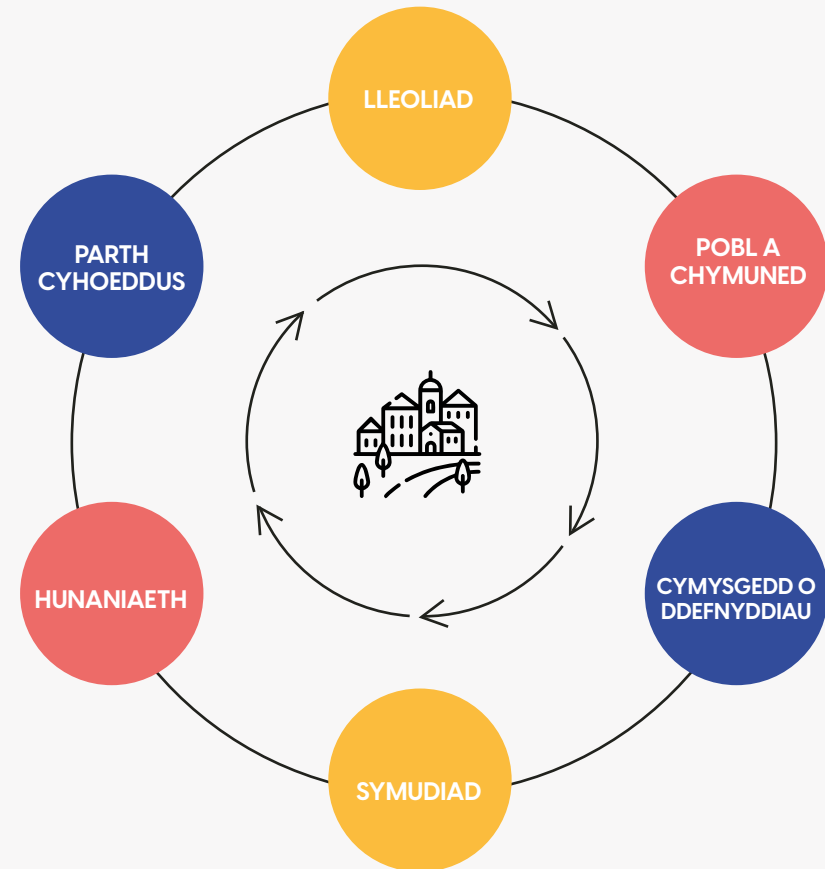 LLEOLIAD
POBL A
CHYMUNED
CYMYSGEDD O
DDEFNYDDIAU
SYMUDIAD
HUNANIAETH
PARTH
CYHOEDDUS